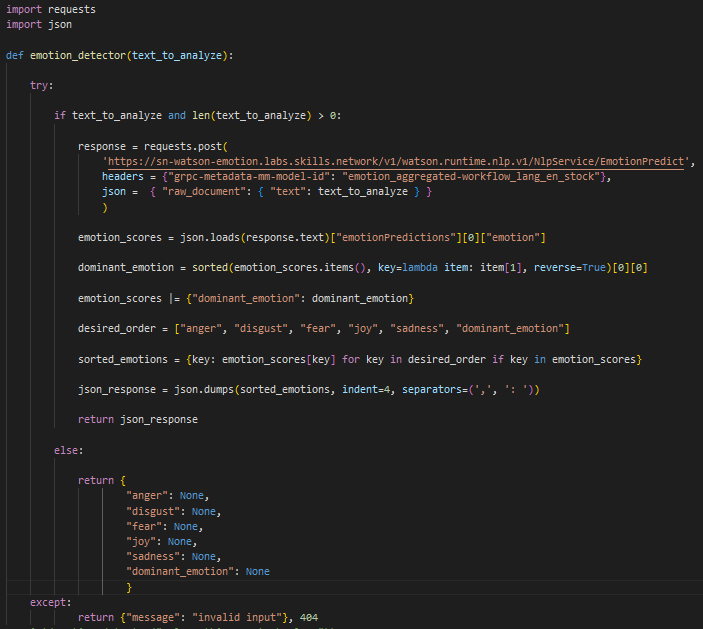 import requests
import json
def emotion_detector(text_to_analyze):
try:
if text_to_analyze and len(text_to_analyze) > 0:
response = requests.post(
'https://sn-watson-emotion.labs.skills.network/v1/watson.runtime.nlp.v1/NlpService/EmotionPredict',
headers = {"grpc-metadata-mm-model-id": "emotion_aggregated-workflow_lang_en_stock"},
json =  { "raw_document": { "text": text_to_analyze } }
)
emotion_scores = json.loads(response.text)["emotionPredictions"][0]["emotion"]
dominant_emotion = sorted(emotion_scores.items(), key=lambda item: item[1], reverse=True)[0][0]
emotion_scores |= {"dominant_emotion": dominant_emotion}
desired_order = ["anger", "disgust", "fear", "joy", "sadness", "dominant_emotion"]
sorted_emotions = {key: emotion_scores[key] for key in desired_order if key in emotion_scores}
json_response = json.dumps(sorted_emotions, indent=4, separators=(',', ': '))
return json_response
else:
return {
"anger": None,
"disgust": None,
"fear": None,
"joy": None,
"sadness": None,
"dominant_emotion": None
}
except:
return {"message": "invalid input"}, 404